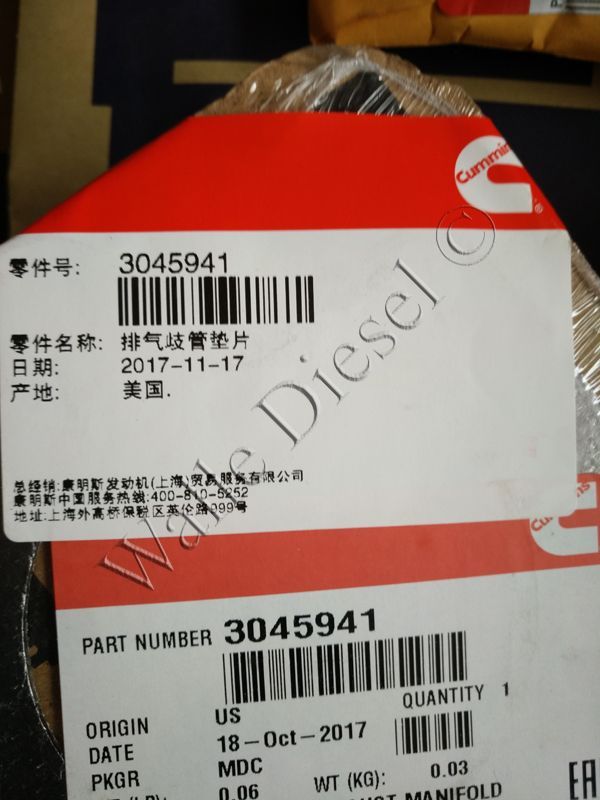 Cummins
®
零件号: 3045941
零件名称: 排气歧管垫片
日期: 2017-11-17
产地: 美国.
总经销:康明斯发动机(上海)贸易服务有限公司
康明斯中国服务热线:400-810-5252
地址:上海外高桥保税区英伦路999号
Wale Diesel ©
Cummins
PART NUMBER 3045941
QUANTITY 1
ORIGIN US
DATE 18-Oct-2017
PKGR MDC
WT (KG): 0.03
0.06
MANIFOLD
EAC